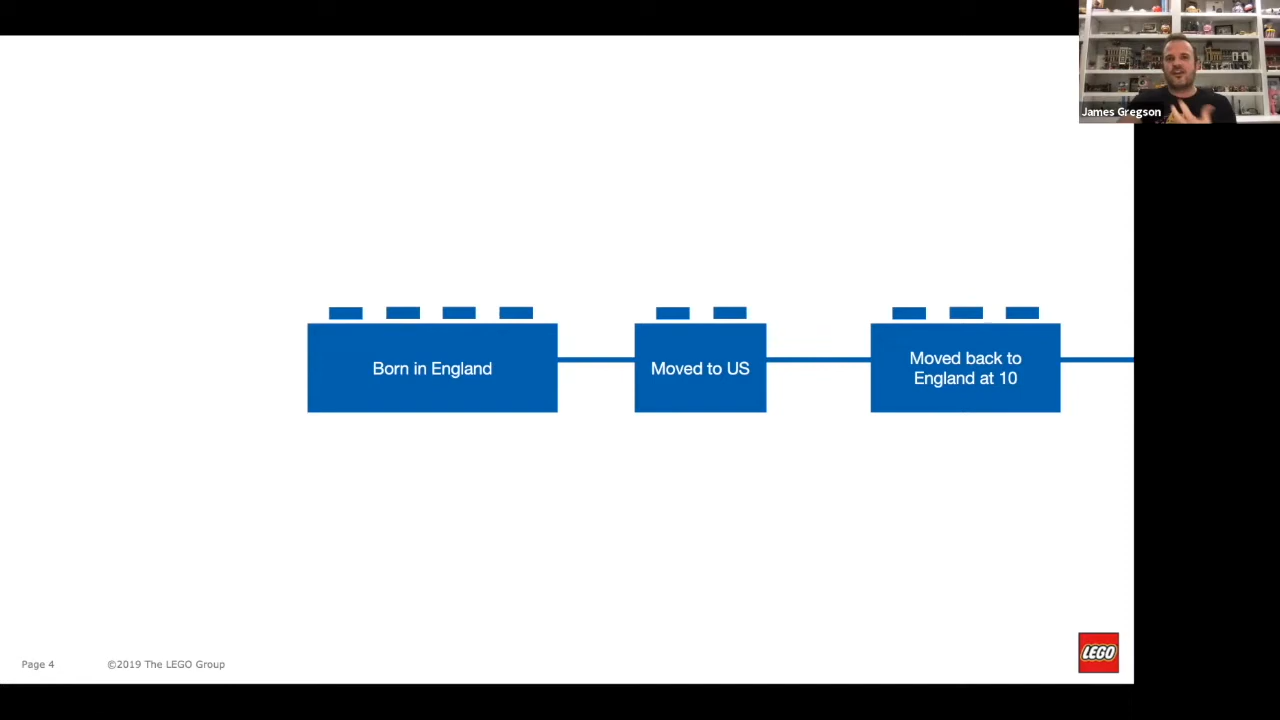 James Gregson
Born in England
Moved to US
Moved back to
England at 10
Page 4
©2019 The LEGO Group
LEGO